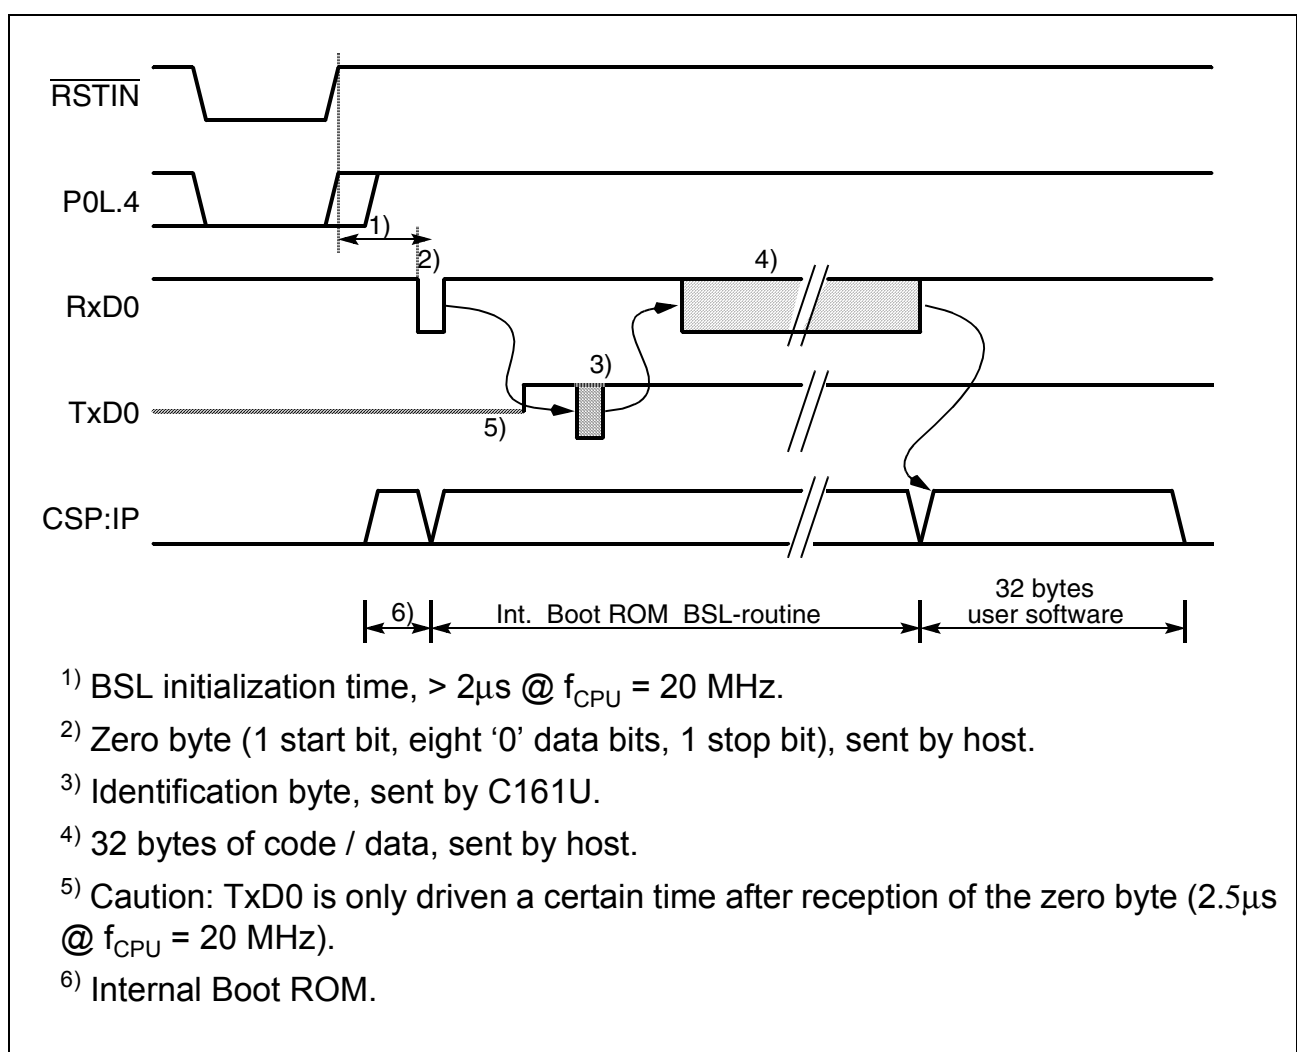 RSTIN
P0L.4
1)
2)
4)
RxD0
3)
TxD0
5)
CSP:IP
32 bytes
6) Int. Boot ROM BSL-routine user software
1) BSL initialization time, > 2μs @ fCPU = 20 MHz.
2) Zero byte (1 start bit, eight ‘0’ data bits, 1 stop bit), sent by host.
3) Identification byte, sent by C161U.
4) 32 bytes of code / data, sent by host.
5) Caution: TxD0 is only driven a certain time after reception of the zero byte (2.5μs
@ fCPU = 20 MHz).
6) Internal Boot ROM.